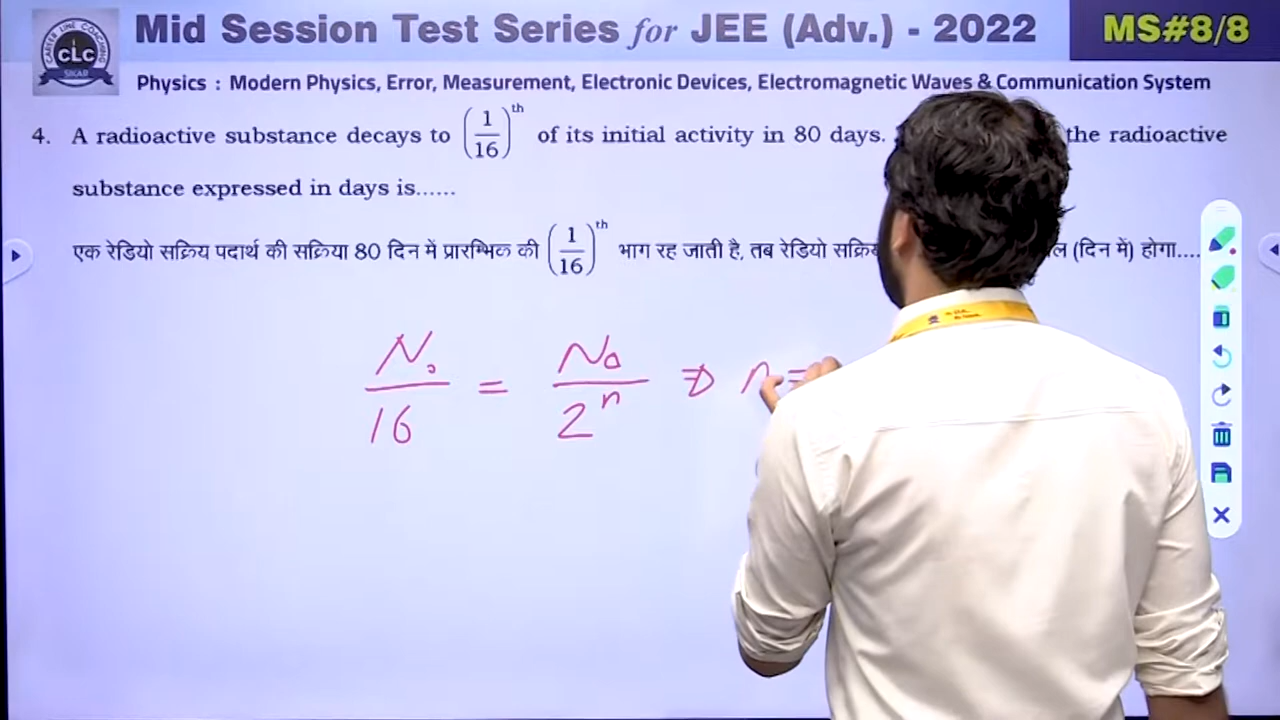 Mid Session Test Series for JEE (Adv.) - 2022
MS#8/8
CAREER LINE COACHING
CLC
SIKAR
Physics : Modern Physics, Error, Measurement, Electronic Devices, Electromagnetic Waves & Communication System
4. A radioactive substance decays to (1/16)th of its initial activity in 80 days. the radioactive
substance expressed in days is......
एक रेडियो सक्रिय पदार्थ की सक्रिया 80 दिन में प्रारम्भिक की (1/16)th भाग रह जाती है, तब रेडियो (दिन में) होगा....
N₀/16 = N₀/2ⁿ ⇒ n =